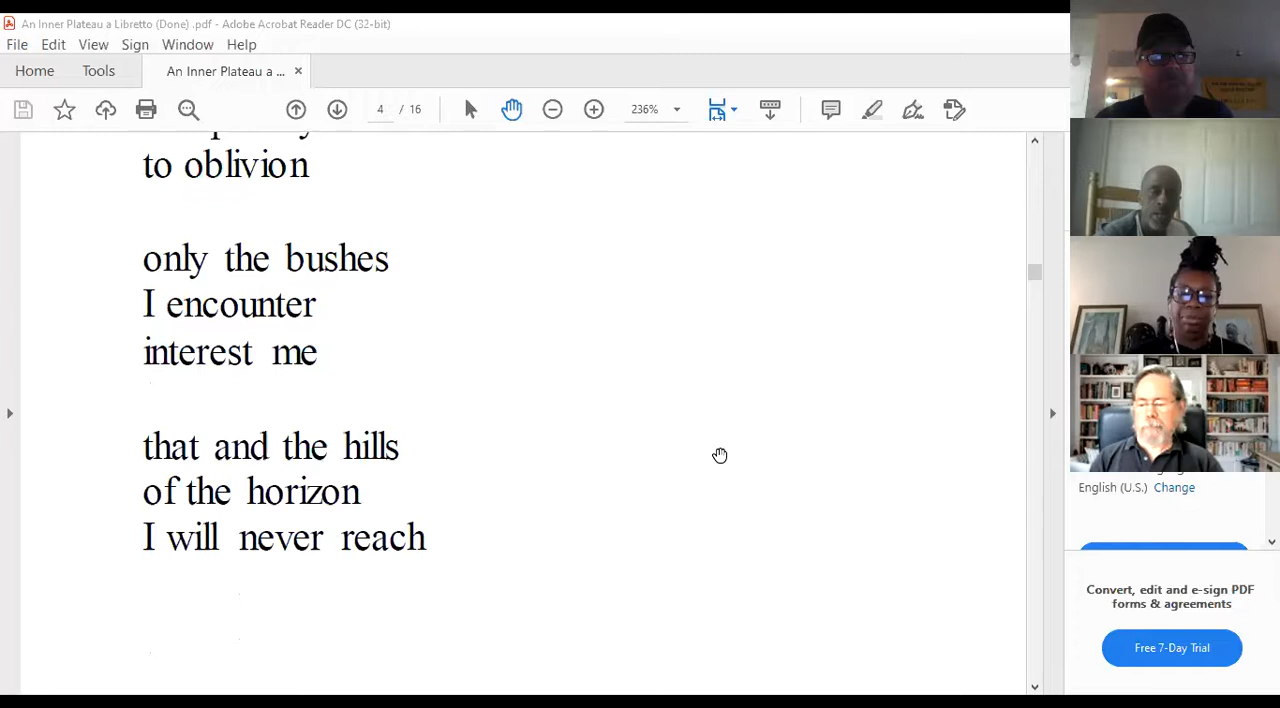 An Inner Plateau a Libretto (Done) .pdf - Adobe Acrobat Reader DC (32-bit)
File Edit View Sign Window Help
Home Tools An Inner Plateau a ... ×
4 / 16 236%
to oblivion
only the bushes
I encounter
interest me
that and the hills
of the horizon
I will never reach
English (U.S.) Change
Convert, edit and e-sign PDF
forms & agreements
Free 7-Day Trial